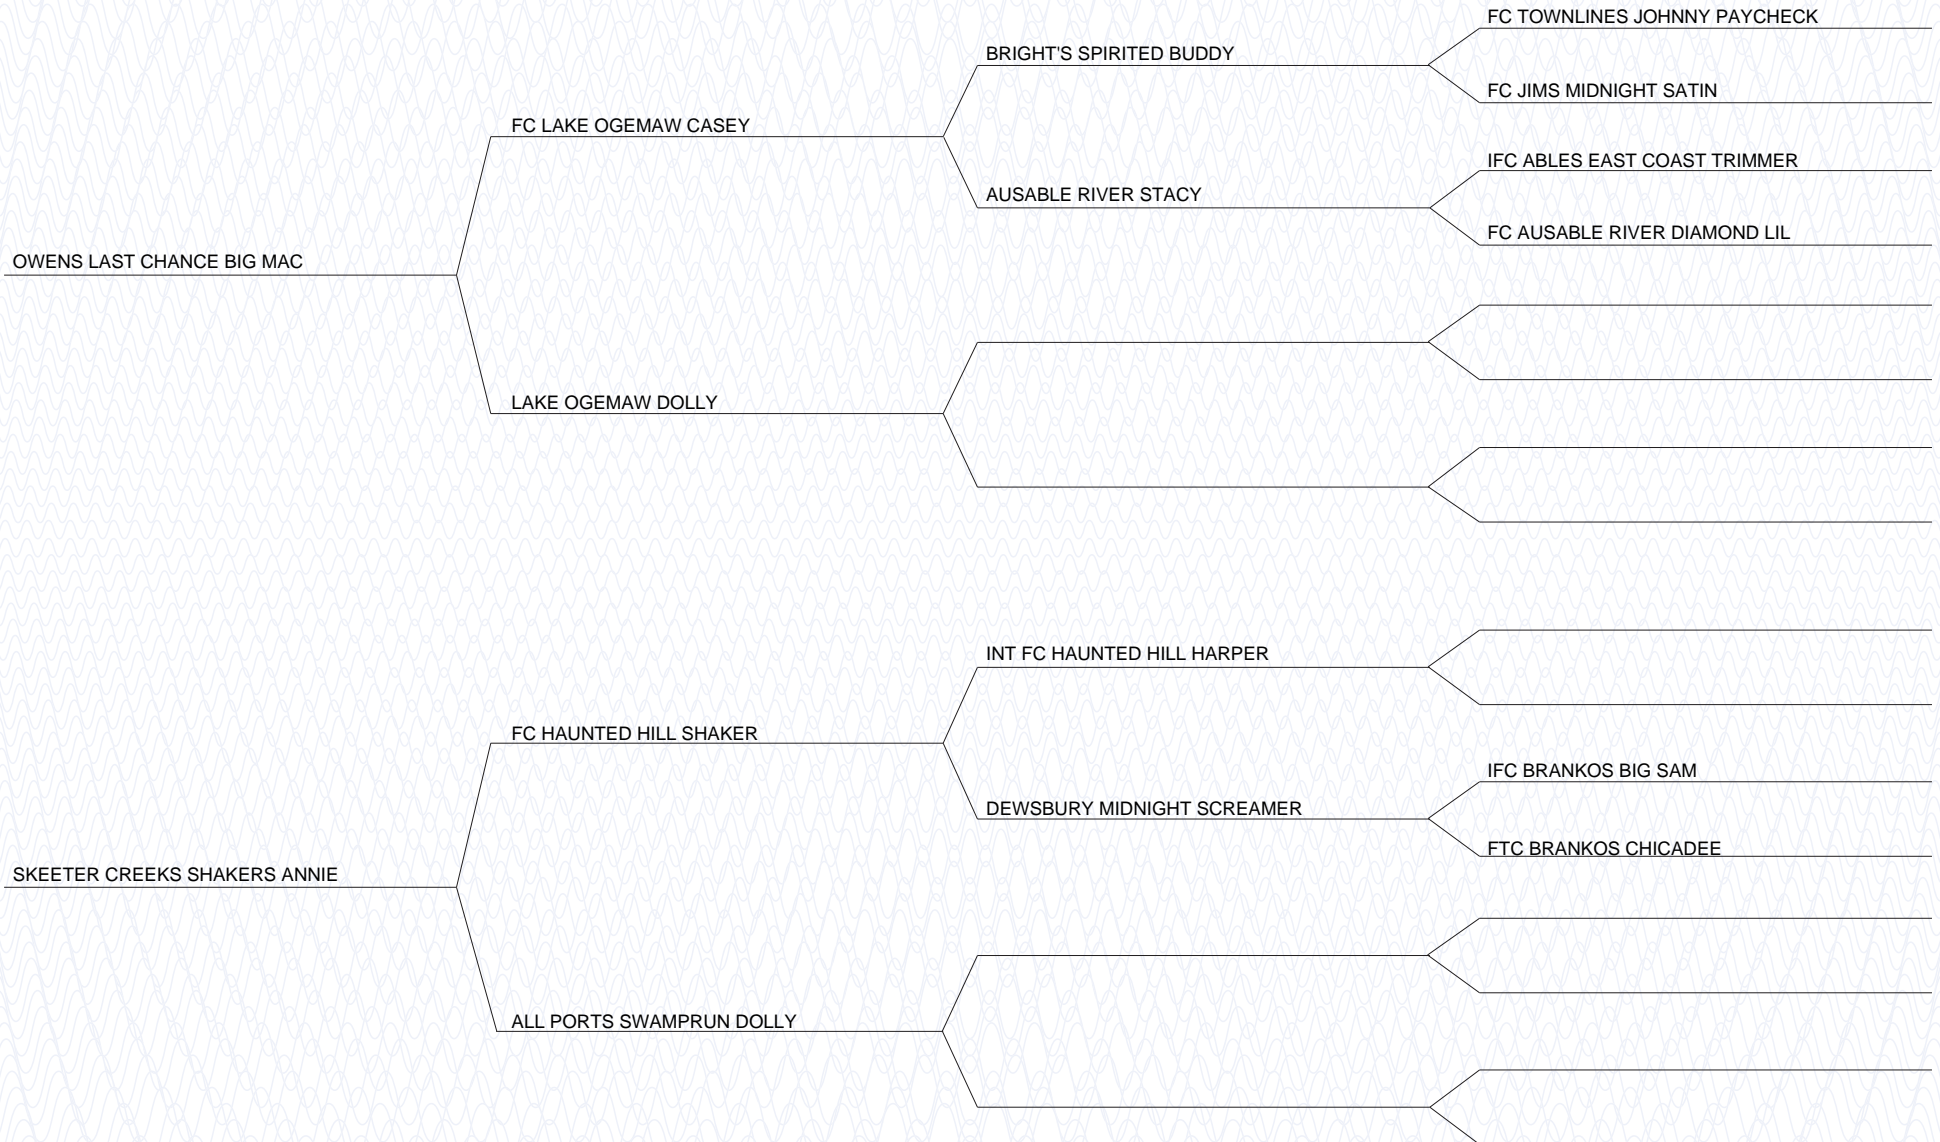 FC TOWNLINES JOHNNY PAYCHECK
BRIGHT'S SPIRITED BUDDY
FC JIMS MIDNIGHT SATIN
FC LAKE OGEMAW CASEY
IFC ABLES EAST COAST TRIMMER
AUSABLE RIVER STACY
FC AUSABLE RIVER DIAMOND LIL
OWENS LAST CHANCE BIG MAC
LAKE OGEMAW DOLLY
INT FC HAUNTED HILL HARPER
FC HAUNTED HILL SHAKER
IFC BRANKOS BIG SAM
DEWSBURY MIDNIGHT SCREAMER
FTC BRANKOS CHICADEE
SKEETER CREEKS SHAKERS ANNIE
ALL PORTS SWAMPRUN DOLLY